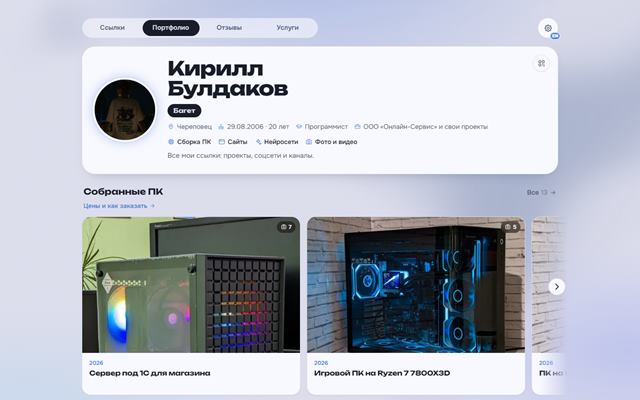 Ссылки
Портфолио
Отзывы
Услуги
EN
Кирилл
Булдаков
Багет
Череповец
29.08.2006 · 20 лет
Программист
ООО «Онлайн-Сервис» и свои проекты
Сборка ПК
Сайты
Нейросети
Фото и видео
Все мои ссылки: проекты, соцсети и каналы.
Собранные ПК
Все 13 →
Цены и как заказать →
7
5
2026
Сервер под 1С для магазина
2026
Игровой ПК на Ryzen 7 7800X3D
2026
ПК на